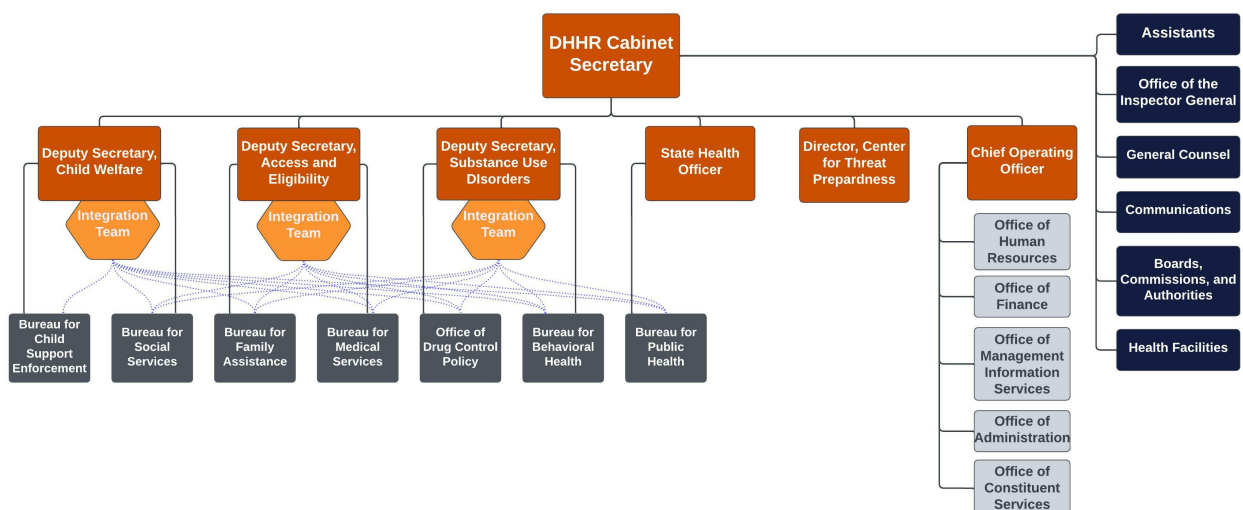 DHHR Cabinet
Secretary
Assistants
Office of the
Inspector General
General Counsel
Communications
Boards,
Commissions, and
Authorities
Health Facilities
Deputy Secretary,
Child Welfare
Integration
Team
Deputy Secretary,
Access and
Eligibility
Integration
Team
Deputy Secretary,
Substance Use
DIsorders
Integration
Team
State Health
Officer
Director, Center
for Threat
Prepardness
Chief Operating
Officer
Office of
Human
Resources
Office of
Finance
Office of
Management
Information
Services
Office of
Administration
Office of
Constituent
Services
Bureau for
Child
Support
Enforcement
Bureau for
Social
Services
Bureau for
Family
Assistance
Bureau for
Medical
Services
Office of
Drug Control
Policy
Bureau for
Behavioral
Health
Bureau for
Public
Health